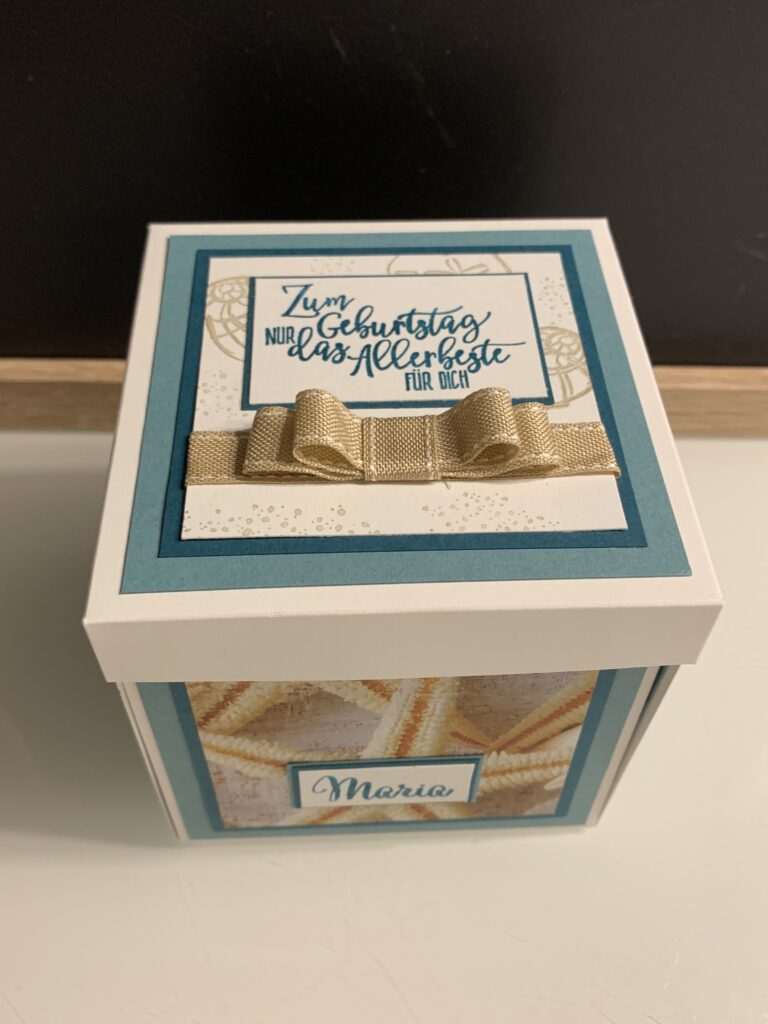 Zum
Geburtstag
NUR das Allerbeste
FÜR DICH
Maria